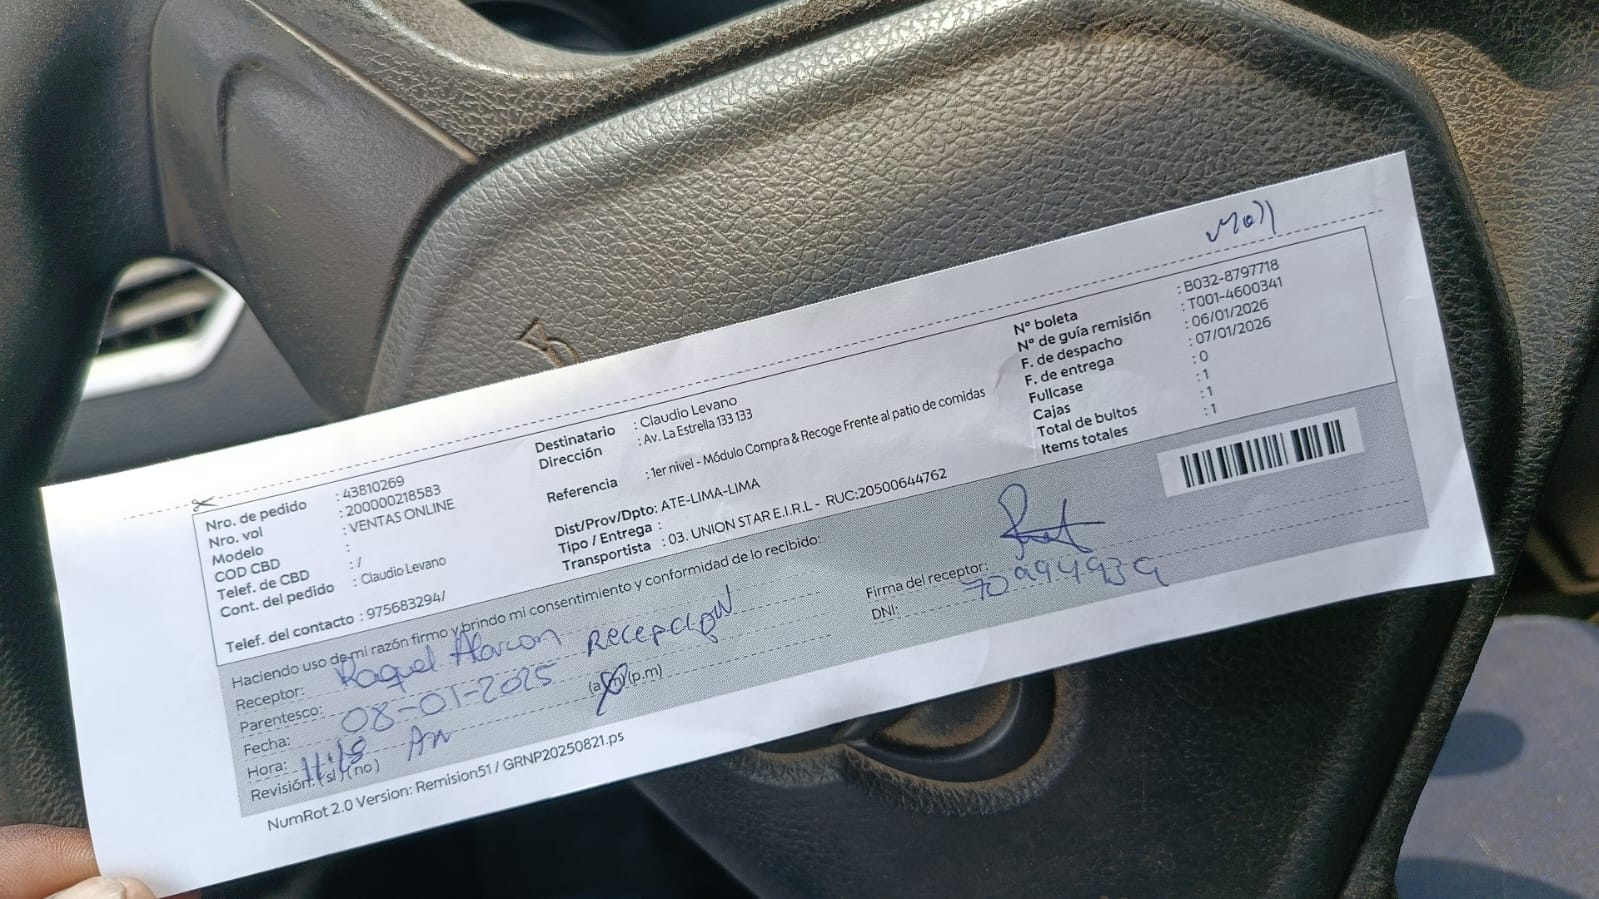 Mall
Nro. de pedido : 43810269
Nro. vol : 200000218583
Modelo : VENTAS ONLINE
COD CBD :
Telef. de CBD : /
Cont. del pedido : Claudio Levano
Telef. del contacto : 975683294/
Destinatario : Claudio Levano
Dirección : Av. La Estrella 133 133
Referencia : 1er nivel - Módulo Compra & Recoge Frente al patio de comidas
Dist/Prov/Dpto: ATE-LIMA-LIMA
Tipo / Entrega :
Transportista : 03. UNION STAR E.I.R.L - RUC:20500644762
N° boleta : B032-8797718
N° de guía remisión : T001-4600341
F. de despacho : 06/01/2026
F. de entrega : 07/01/2026
Fullcase : 0
Cajas : 1
Total de bultos : 1
Items totales : 1
Haciendo uso de mi razón firmo y brindo mi consentimiento y conformidad de lo recibido:
Receptor: Raquel Alarcon
Parentesco: Recepcion
Fecha: 08-01-2025
Hora: 11:18 AM (a.m)/(p.m)
Revisión: (si) (no)
Firma del receptor:
DNI: 70994939
NumRot 2.0 Version: Remision51 / GRNP20250821.ps